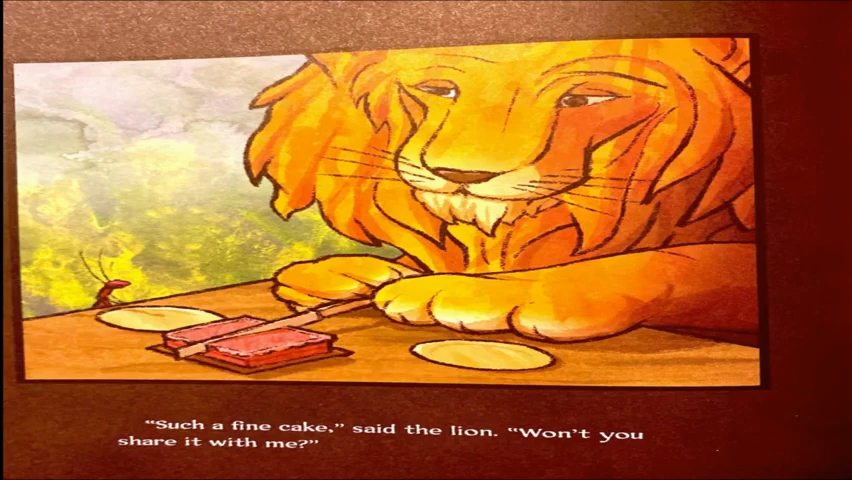 “Such a fine cake,” said the lion. “Won’t you
share it with me?”